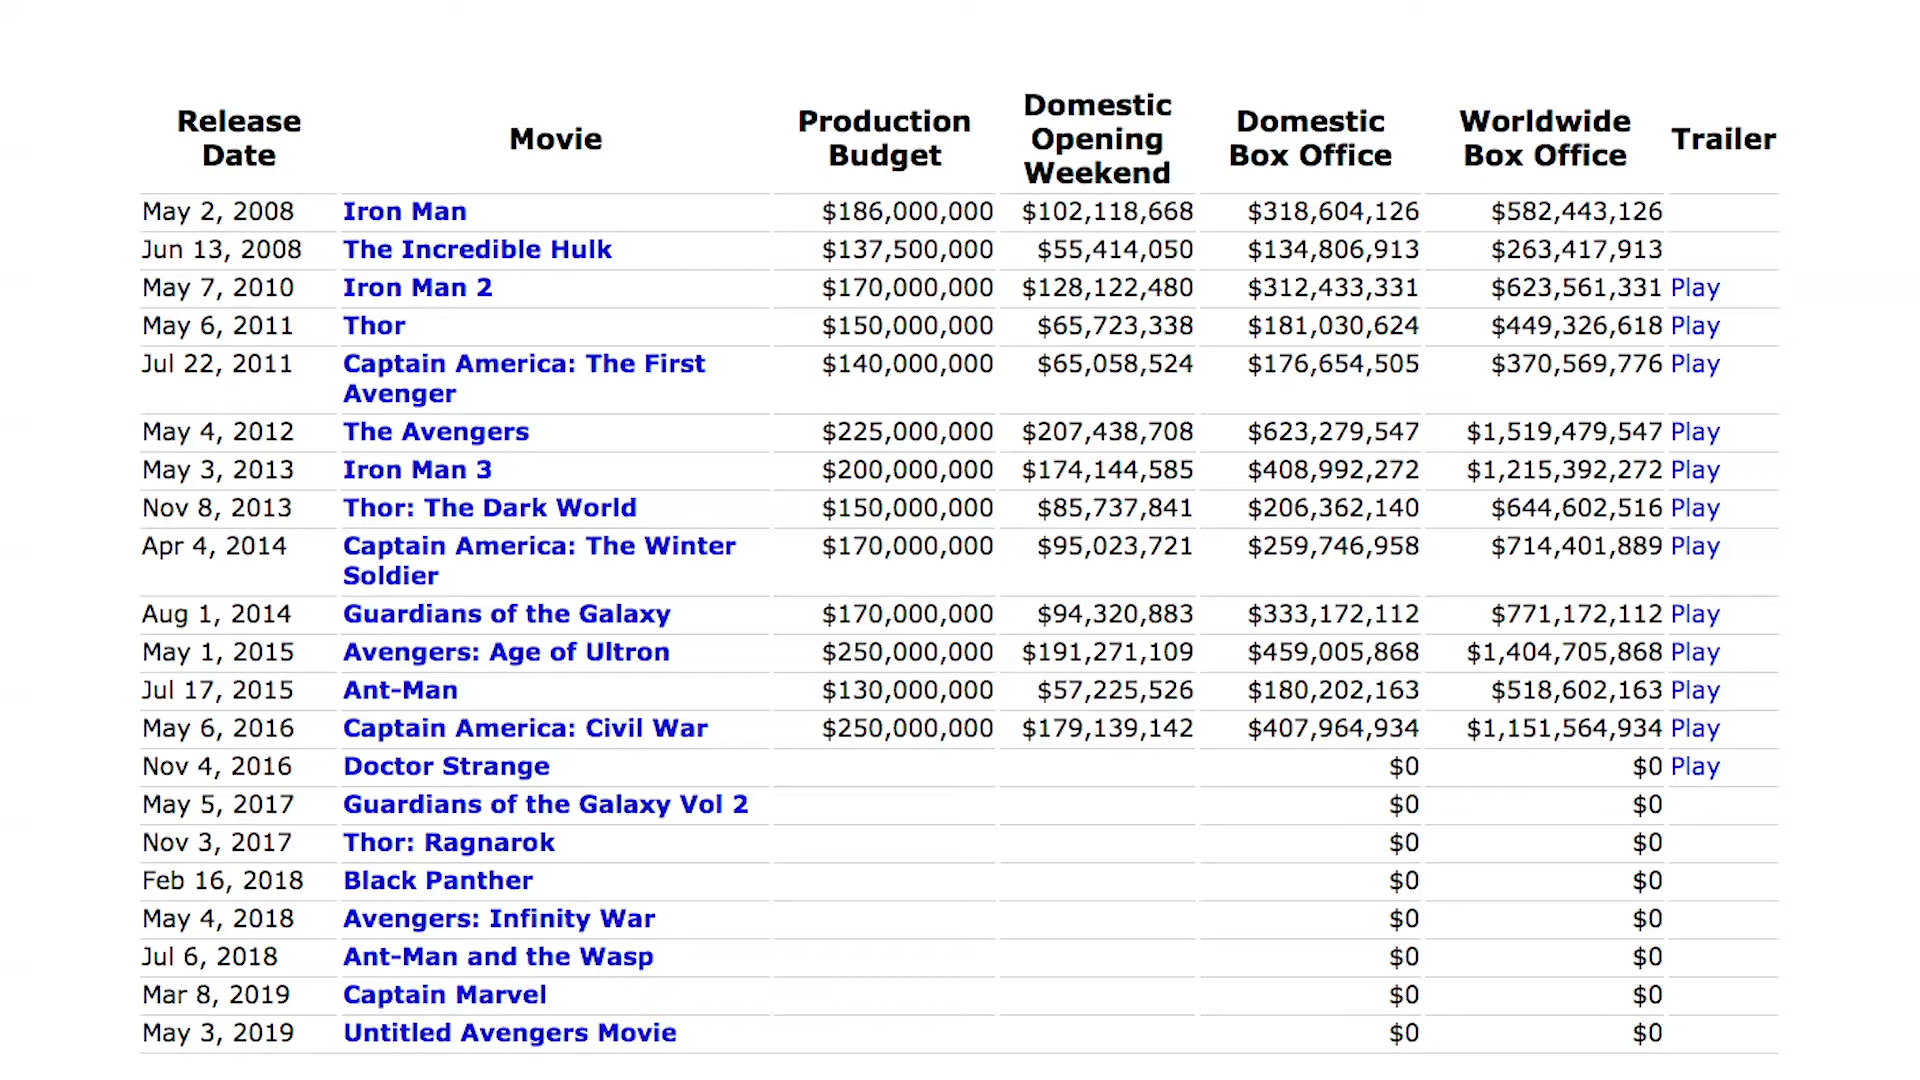 Release Date Movie Production Budget Domestic Opening Weekend Domestic Box Office Worldwide Box Office Trailer
May 2, 2008 Iron Man $186,000,000 $102,118,668 $318,604,126 $582,443,126
Jun 13, 2008 The Incredible Hulk $137,500,000 $55,414,050 $134,806,913 $263,417,913
May 7, 2010 Iron Man 2 $170,000,000 $128,122,480 $312,433,331 $623,561,331 Play
May 6, 2011 Thor $150,000,000 $65,723,338 $181,030,624 $449,326,618 Play
Jul 22, 2011 Captain America: The First Avenger $140,000,000 $65,058,524 $176,654,505 $370,569,776 Play
May 4, 2012 The Avengers $225,000,000 $207,438,708 $623,279,547 $1,519,479,547 Play
May 3, 2013 Iron Man 3 $200,000,000 $174,144,585 $408,992,272 $1,215,392,272 Play
Nov 8, 2013 Thor: The Dark World $150,000,000 $85,737,841 $206,362,140 $644,602,516 Play
Apr 4, 2014 Captain America: The Winter Soldier $170,000,000 $95,023,721 $259,746,958 $714,401,889 Play
Aug 1, 2014 Guardians of the Galaxy $170,000,000 $94,320,883 $333,172,112 $771,172,112 Play
May 1, 2015 Avengers: Age of Ultron $250,000,000 $191,271,109 $459,005,868 $1,404,705,868 Play
Jul 17, 2015 Ant-Man $130,000,000 $57,225,526 $180,202,163 $518,602,163 Play
May 6, 2016 Captain America: Civil War $250,000,000 $179,139,142 $407,964,934 $1,151,564,934 Play
Nov 4, 2016 Doctor Strange $0 $0 Play
May 5, 2017 Guardians of the Galaxy Vol 2 $0 $0
Nov 3, 2017 Thor: Ragnarok $0 $0
Feb 16, 2018 Black Panther $0 $0
May 4, 2018 Avengers: Infinity War $0 $0
Jul 6, 2018 Ant-Man and the Wasp $0 $0
Mar 8, 2019 Captain Marvel $0 $0
May 3, 2019 Untitled Avengers Movie $0 $0